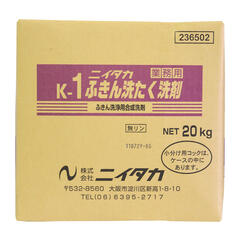 236502
ニイタカ 業務用
K-1ふきん洗たく洗剤
ふきん洗浄用合成洗剤
無リン
NET 20kg
小分け用コックは、
ケースの中に
あります。
株式
会社 ニイタカ
〒532-8560 大阪市淀川区新高1-8-10
TEL (06) 6395-2717